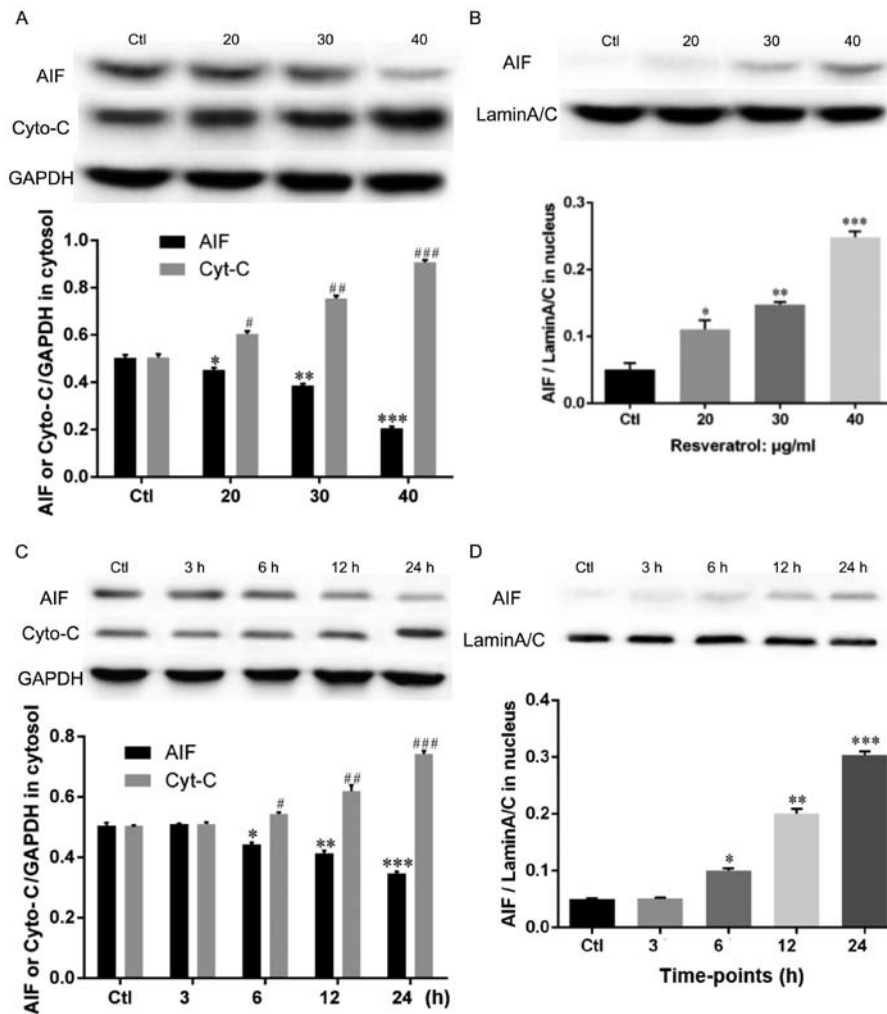 A
Ctl 20 30 40
AIF
Cyto-C
GAPDH
AIF or Cyto-C/GAPDH in cytosol
1.0
0.8
0.6
0.4
0.2
0.0
AIF
Cyt-C
* # ** ## *** ###
Ctl 20 30 40
B
Ctl 20 30 40
AIF
LaminA/C
AIF / LaminA/C in nucleus
0.3
0.2
0.1
0.0
* ** ***
Ctl 20 30 40
Resveratrol: μg/ml
C
Ctl 3 h 6 h 12 h 24 h
AIF
Cyto-C
GAPDH
AIF or Cyto-C/GAPDH in cytosol
0.8
0.6
0.4
0.2
0.0
AIF
Cyt-C
* # ** ## *** ###
Ctl 3 6 12 24 (h)
D
Ctl 3 h 6 h 12 h 24 h
AIF
LaminA/C
AIF / LaminA/C in nucleus
0.4
0.3
0.2
0.1
0.0
* ** ***
Ctl 3 6 12 24
Time-points (h)